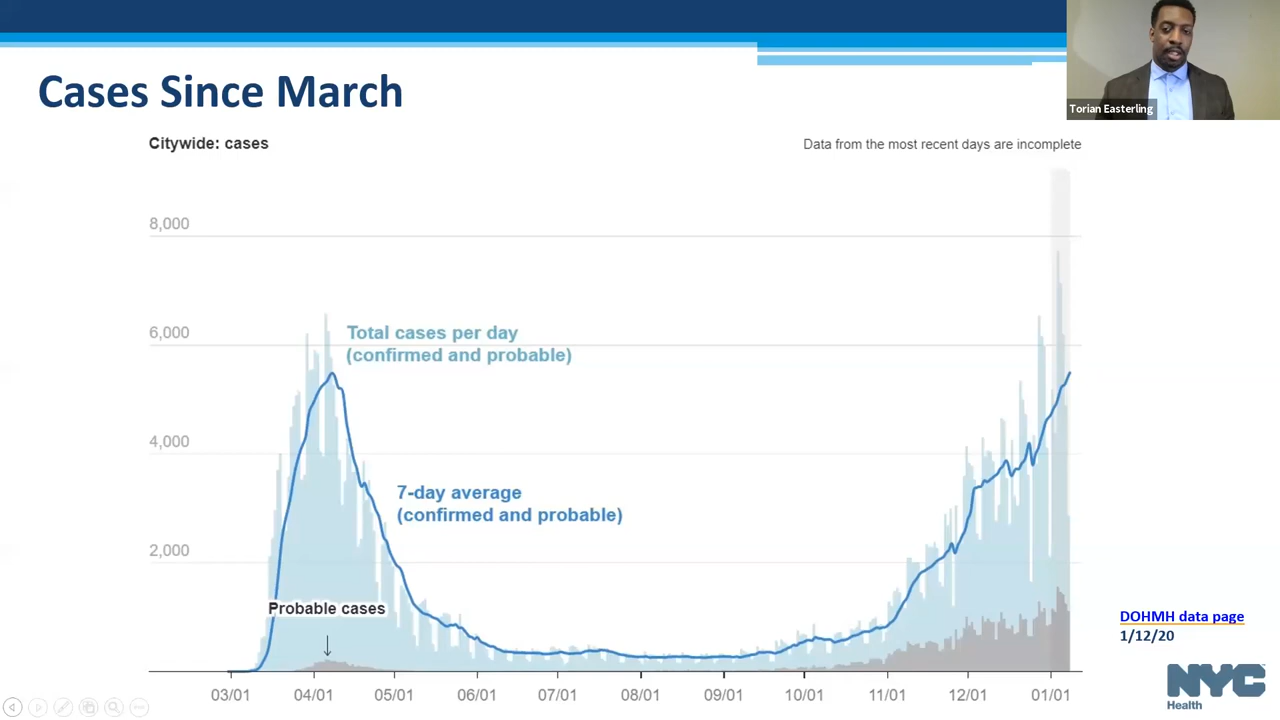 Cases Since March
Torian Easterling
Citywide: cases
Data from the most recent days are incomplete
8,000
6,000
4,000
2,000
Total cases per day
(confirmed and probable)
7-day average
(confirmed and probable)
Probable cases
03/01 04/01 05/01 06/01 07/01 08/01 09/01 10/01 11/01 12/01 01/01
DOHMH data page
1/12/20
NYC
Health